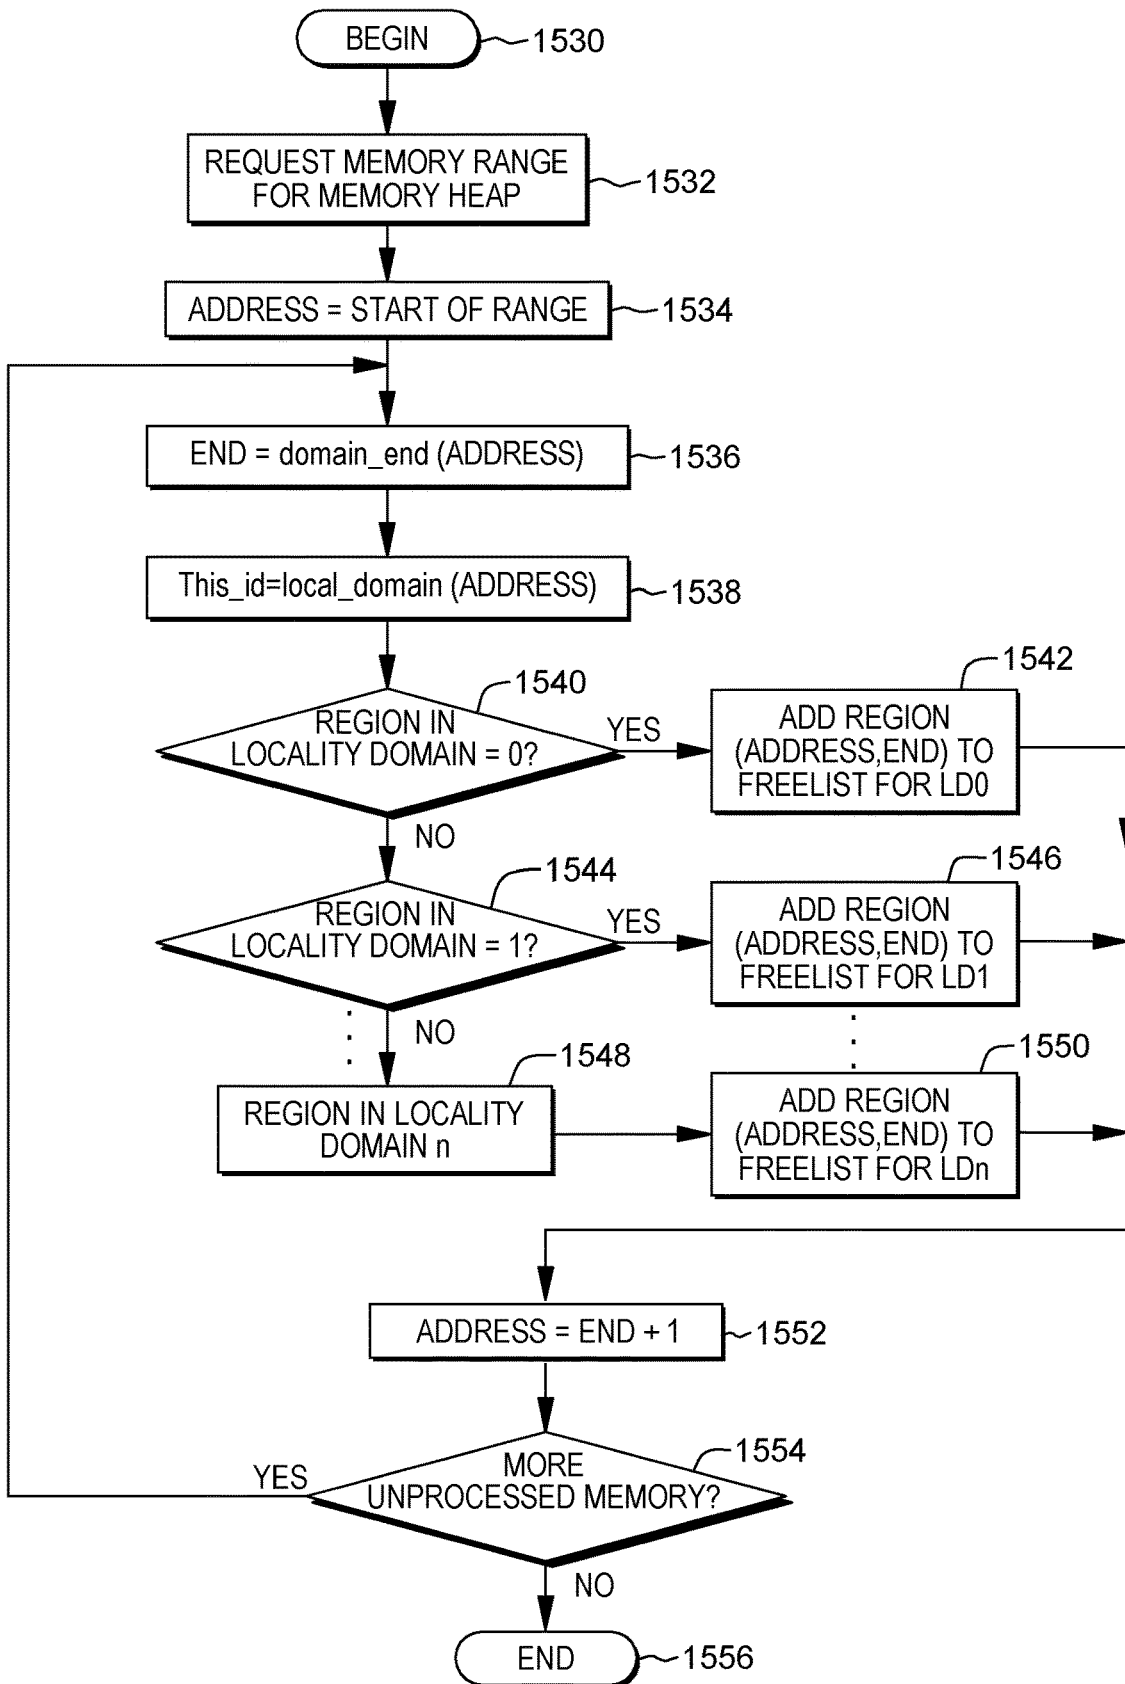 BEGIN
1530
REQUEST MEMORY RANGE
FOR MEMORY HEAP
1532
ADDRESS = START OF RANGE
1534
END = domain_end (ADDRESS)
1536
This_id=local_domain (ADDRESS)
1538
1540
REGION IN
LOCALITY DOMAIN = 0?
YES
NO
1542
ADD REGION
(ADDRESS,END) TO
FREELIST FOR LD0
1544
REGION IN
LOCALITY DOMAIN = 1?
YES
NO
1546
ADD REGION
(ADDRESS,END) TO
FREELIST FOR LD1
1548
REGION IN LOCALITY
DOMAIN n
1550
ADD REGION
(ADDRESS,END) TO
FREELIST FOR LDn
ADDRESS = END + 1
1552
1554
MORE
UNPROCESSED MEMORY?
YES
NO
END
1556